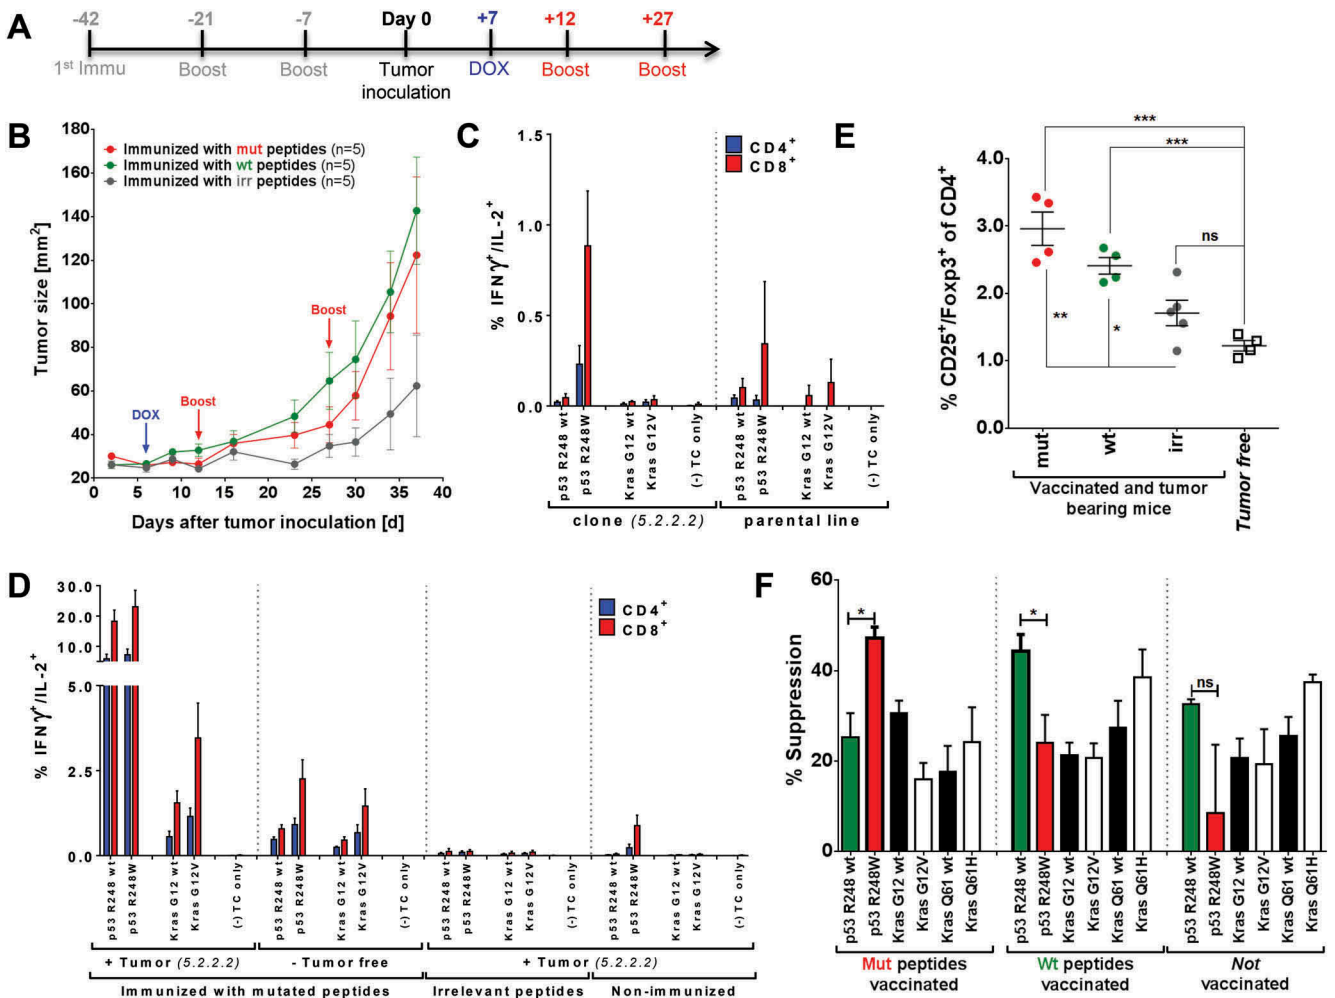 A
-42 -21 -7 Day 0 +7 +12 +27
1st Immu Boost Boost Tumor inoculation DOX Boost Boost
B
180
160
140
120
100
80
60
40
20
Tumor size [mm²]
Immunized with mut peptides (n=5)
Immunized with wt peptides (n=5)
Immunized with irr peptides (n=5)
DOX
Boost
Boost
0 5 10 15 20 25 30 35 40
Days after tumor inoculation [d]
C
1.5
1.0
0.5
0.0
% IFNγ+/IL-2+
CD4+
CD8+
p53 R248 wt
p53 R248W
Kras G12 wt
Kras G12V
(-) TC only
p53 R248 wt
p53 R248W
Kras G12 wt
Kras G12V
(-) TC only
clone (5.2.2.2)
parental line
E
4.0
3.0
2.0
1.0
0.0
% CD25+/Foxp3+ of CD4+
***
***
ns
**
*
mut
wt
irr
Tumor free
Vaccinated and tumor
bearing mice
D
30.0
20.0
10.0
5.0
2.5
0.0
% IFNγ+/IL-2+
CD4+
CD8+
p53 R248 wt
p53 R248W
Kras G12 wt
Kras G12V
(-) TC only
p53 R248 wt
p53 R248W
Kras G12 wt
Kras G12V
(-) TC only
p53 R248 wt
p53 R248W
Kras G12 wt
Kras G12V
(-) TC only
p53 R248 wt
p53 R248W
Kras G12 wt
Kras G12V
(-) TC only
+ Tumor (5.2.2.2)
- Tumor free
+ Tumor (5.2.2.2)
Immunized with mutated peptides
Irrelevant peptides
Non-immunized
F
60
40
20
0
% Suppression
*
*
ns
p53 R248 wt
p53 R248W
Kras G12 wt
Kras G12V
Kras Q61 wt
Kras Q61H
p53 R248 wt
p53 R248W
Kras G12 wt
Kras G12V
Kras Q61 wt
Kras Q61H
p53 R248 wt
p53 R248W
Kras G12 wt
Kras G12V
Kras Q61 wt
Kras Q61H
Mut peptides
vaccinated
Wt peptides
vaccinated
Not
vaccinated